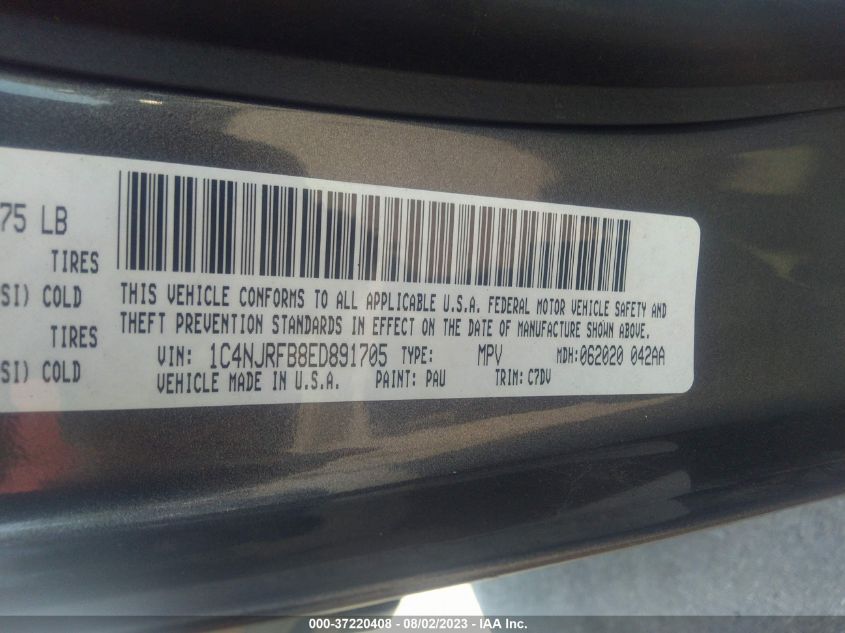 75 LB
TIRES
SI) COLD
TIRES
SI) COLD
THIS VEHICLE CONFORMS TO ALL APPLICABLE U.S.A. FEDERAL MOTOR VEHICLE SAFETY AND
THEFT PREVENTION STANDARDS IN EFFECT ON THE DATE OF MANUFACTURE SHOWN ABOVE.
VIN: 1C4NJRFB8ED891705 TYPE: MPV MDH:062020 042AA
VEHICLE MADE IN U.S.A. PAINT: PAU TRIM: C7DV
000-37220408 - 08/02/2023 - © IAA Inc.